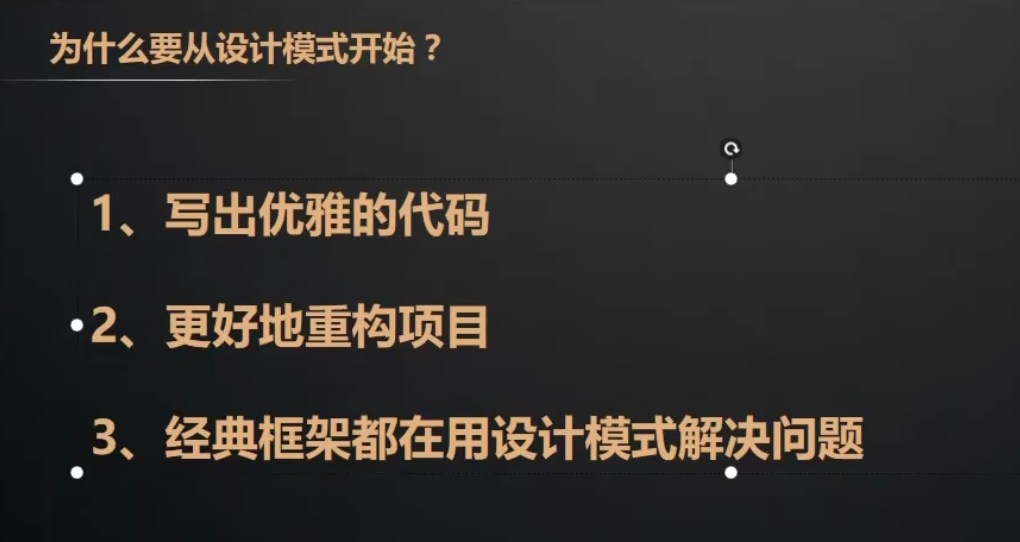 为什么要从设计模式开始？
1、写出优雅的代码
2、更好地重构项目
3、经典框架都在用设计模式解决问题